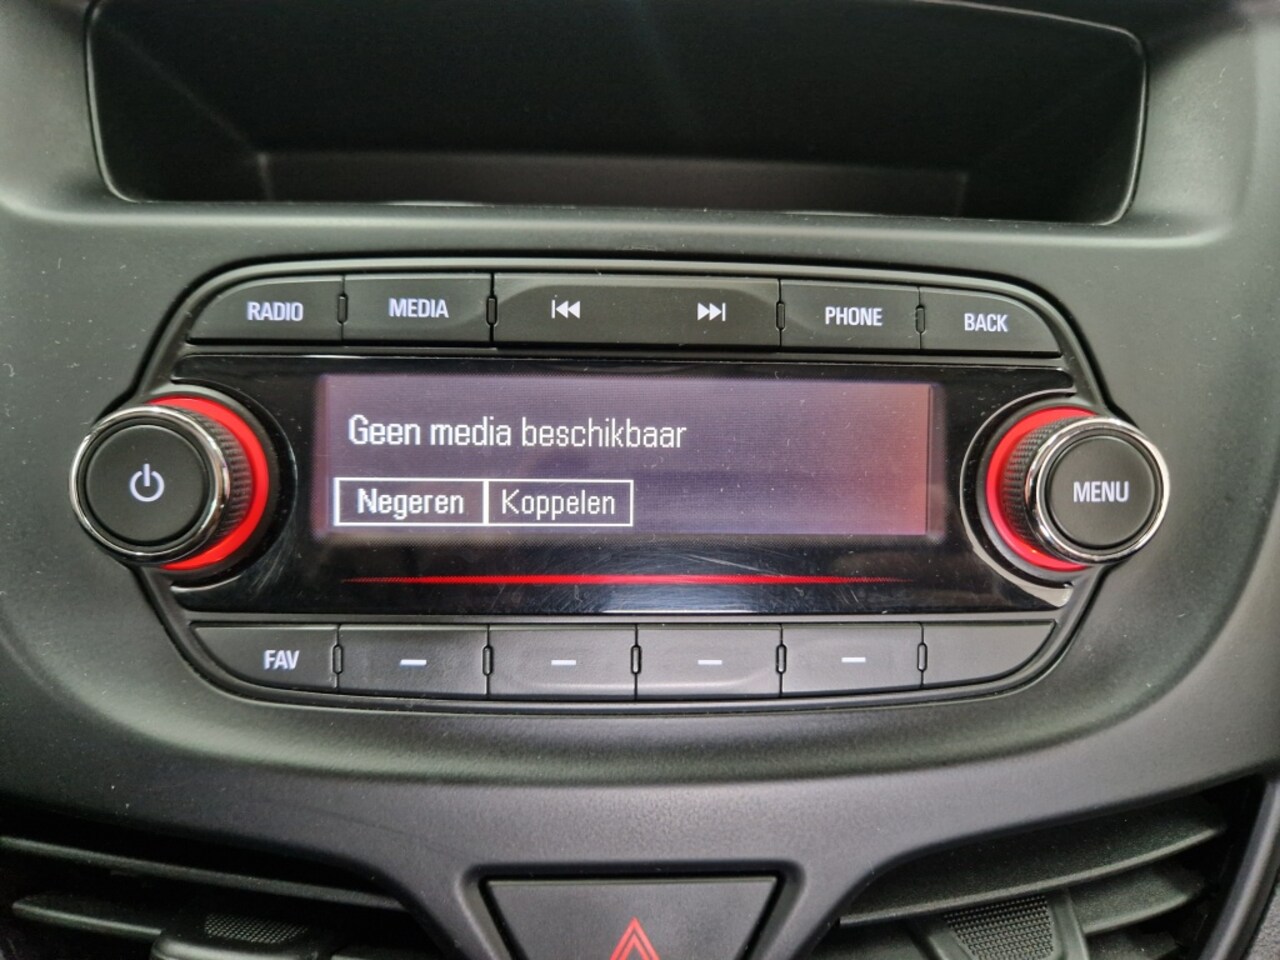 RADIO MEDIA PHONE BACK
Geen media beschikbaar
Negeren Koppelen
MENU
FAV